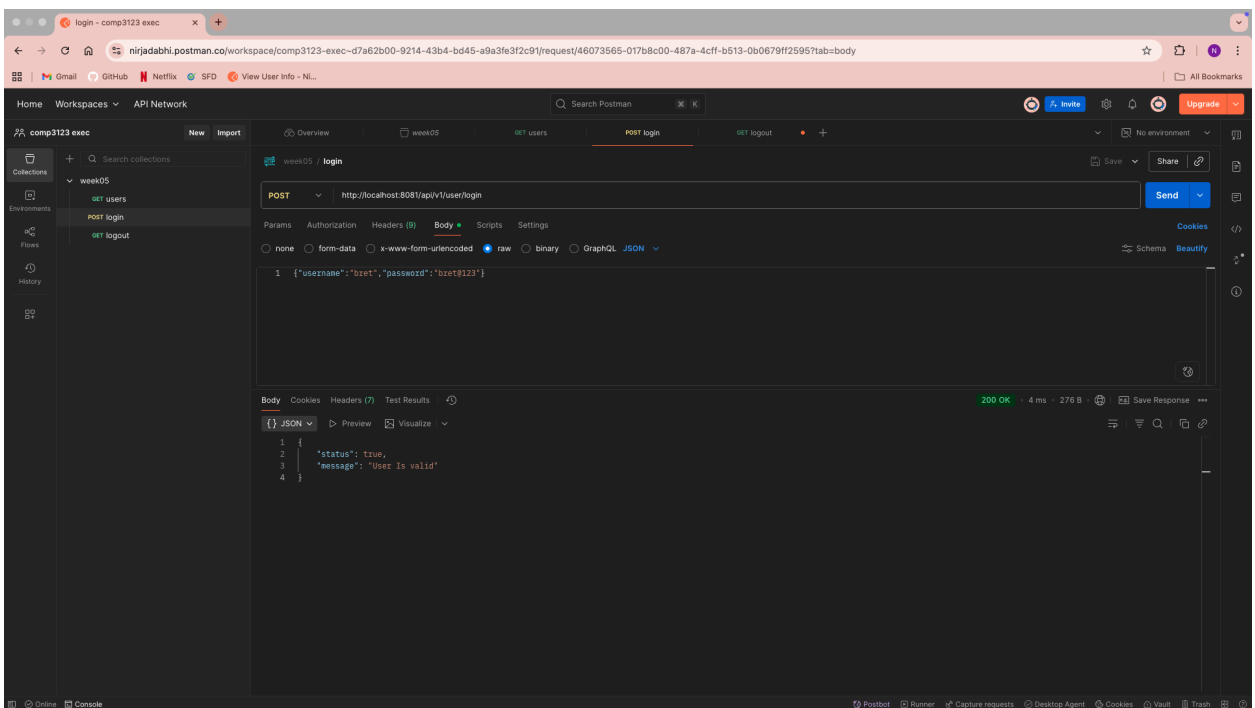 login - comp3123 exec
nirjadabhi.postman.co/workspace/comp3123-exec~d7a62b00-9214-43b4-bd45-a9a3fe3f2c91/request/46073565-017b8c00-487a-4cff-b513-0b0679ff2595?tab=body N
Gmail GitHub Netflix SFD View User Info - Ni... All Bookmarks
Home Workspaces API Network Search Postman ⌘ K Invite Upgrade
comp3123 exec New Import Overview week05 GET users POST login GET logout No environment
Collections Search collections week05 / login Save Share
week05
GET users POST http://localhost:8081/api/v1/user/login Send
Environments
POST login
Params Authorization Headers (9) Body Scripts Settings Cookies
GET logout
Flows
none form-data x-www-form-urlencoded raw binary GraphQL JSON Schema Beautify
History
1 {"username":"bret","password":"bret@123"}
Body Cookies Headers (7) Test Results 200 OK 4 ms 276 B Save Response
{} JSON Preview Visualize
1 {
2 "status": true,
3 "message": "User Is valid"
4 }
Online Console Postbot Runner Capture requests Desktop Agent Cookies Vault Trash